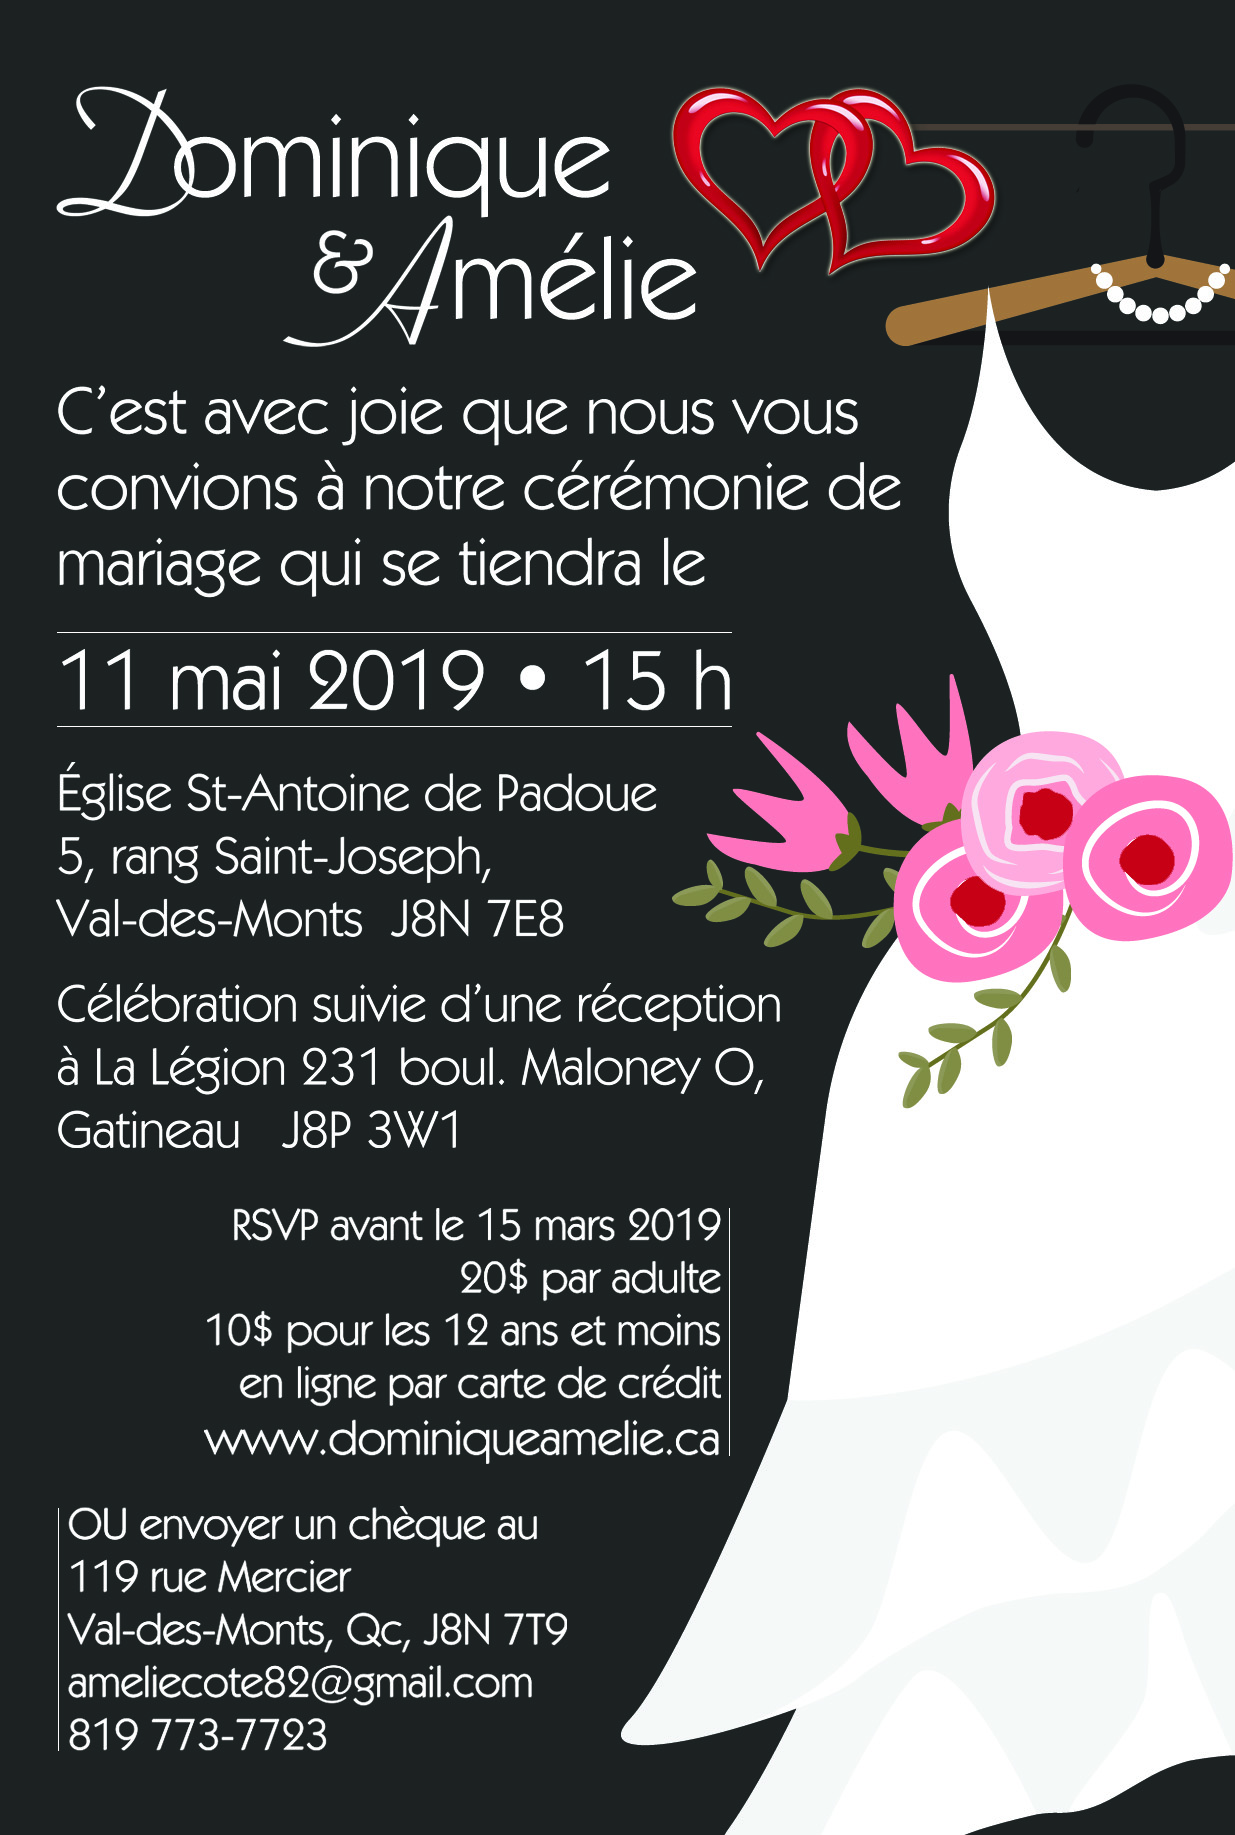 Dominique
& Amélie
C’est avec joie que nous vous
convions à notre cérémonie de
mariage qui se tiendra le
11 mai 2019 • 15 h
Église St-Antoine de Padoue
5, rang Saint-Joseph,
Val-des-Monts  J8N 7E8
Célébration suivie d’une réception
à La Légion 231 boul. Maloney O,
Gatineau   J8P 3W1
RSVP avant le 15 mars 2019
20$ par adulte
10$ pour les 12 ans et moins
en ligne par carte de crédit
www.dominiqueamelie.ca
OU envoyer un chèque au
119 rue Mercier
Val-des-Monts, Qc, J8N 7T9
ameliecote82@gmail.com
819 773-7723